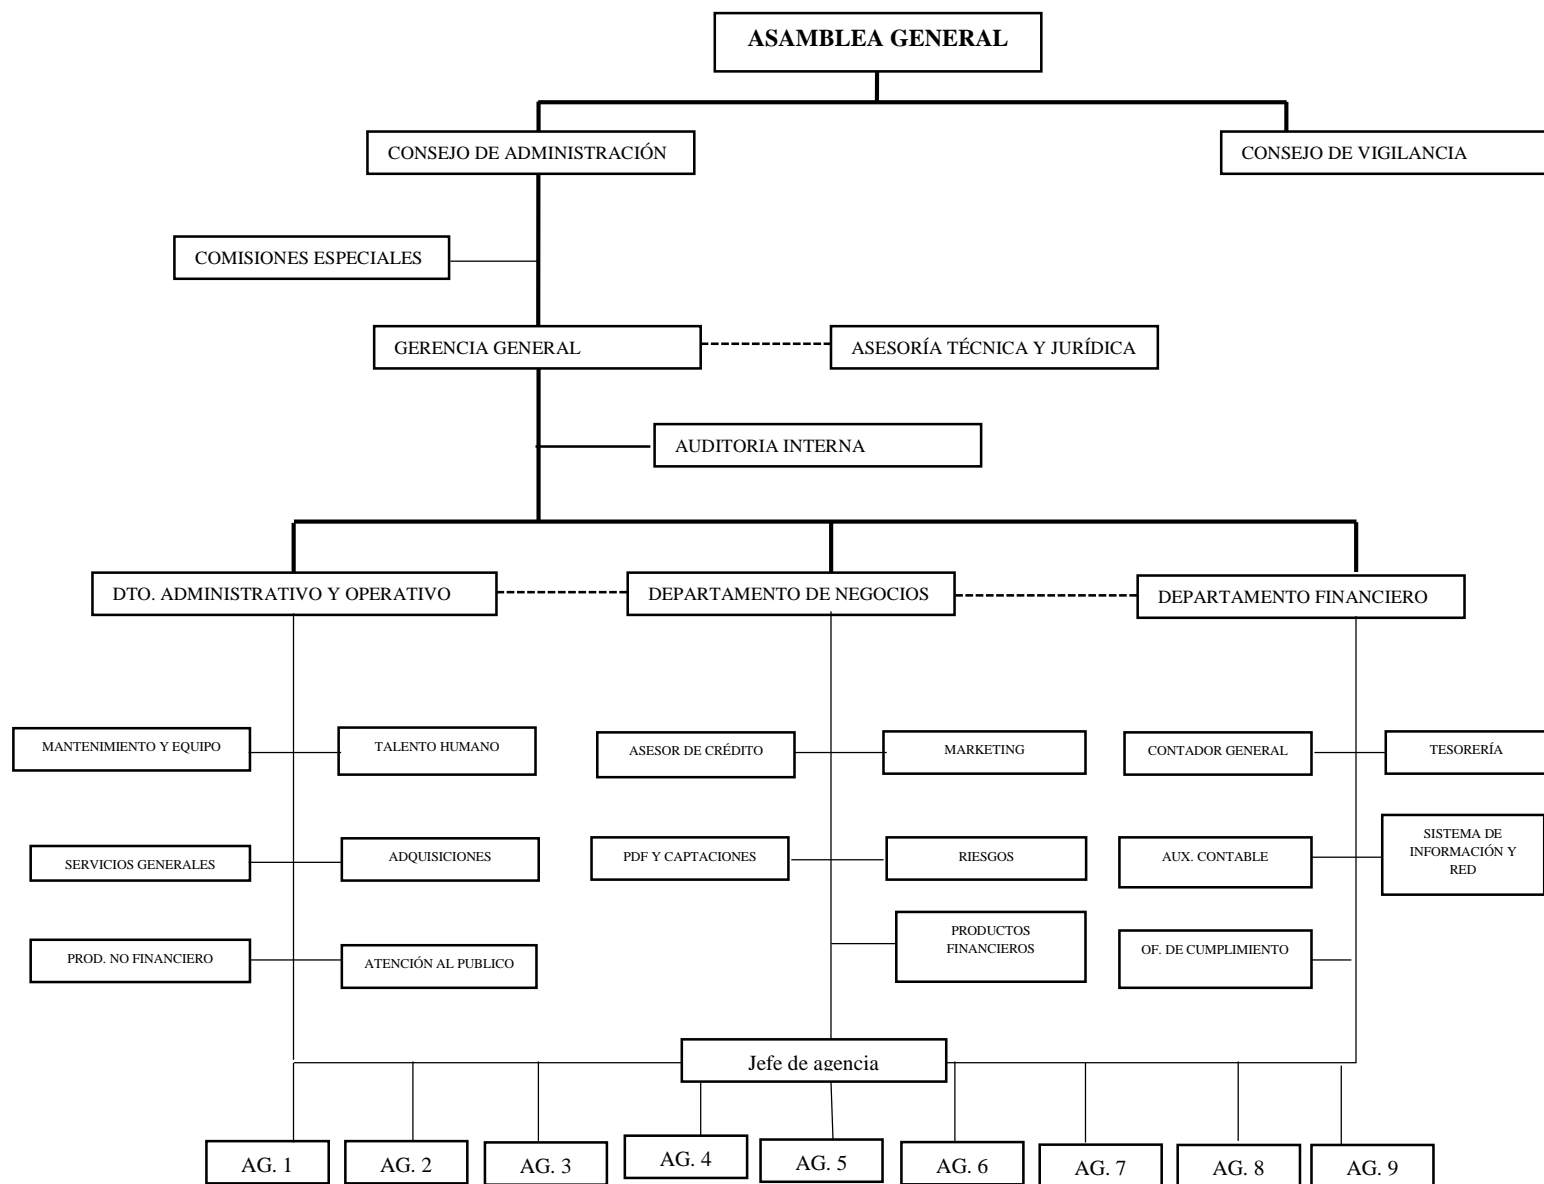 ASAMBLEA GENERAL
CONSEJO DE ADMINISTRACIÓN
CONSEJO DE VIGILANCIA
COMISIONES ESPECIALES
GERENCIA GENERAL
ASESORÍA TÉCNICA Y JURÍDICA
AUDITORIA INTERNA
DTO. ADMINISTRATIVO Y OPERATIVO
DEPARTAMENTO DE NEGOCIOS
DEPARTAMENTO FINANCIERO
MANTENIMIENTO Y EQUIPO
TALENTO HUMANO
ASESOR DE CRÉDITO
MARKETING
CONTADOR GENERAL
TESORERÍA
SERVICIOS GENERALES
ADQUISICIONES
PDF Y CAPTACIONES
RIESGOS
AUX. CONTABLE
SISTEMA DE
INFORMACIÓN Y
RED
PROD. NO FINANCIERO
ATENCIÓN AL PUBLICO
PRODUCTOS
FINANCIEROS
OF. DE CUMPLIMIENTO
Jefe de agencia
AG. 1
AG. 2
AG. 3
AG. 4
AG. 5
AG. 6
AG. 7
AG. 8
AG. 9